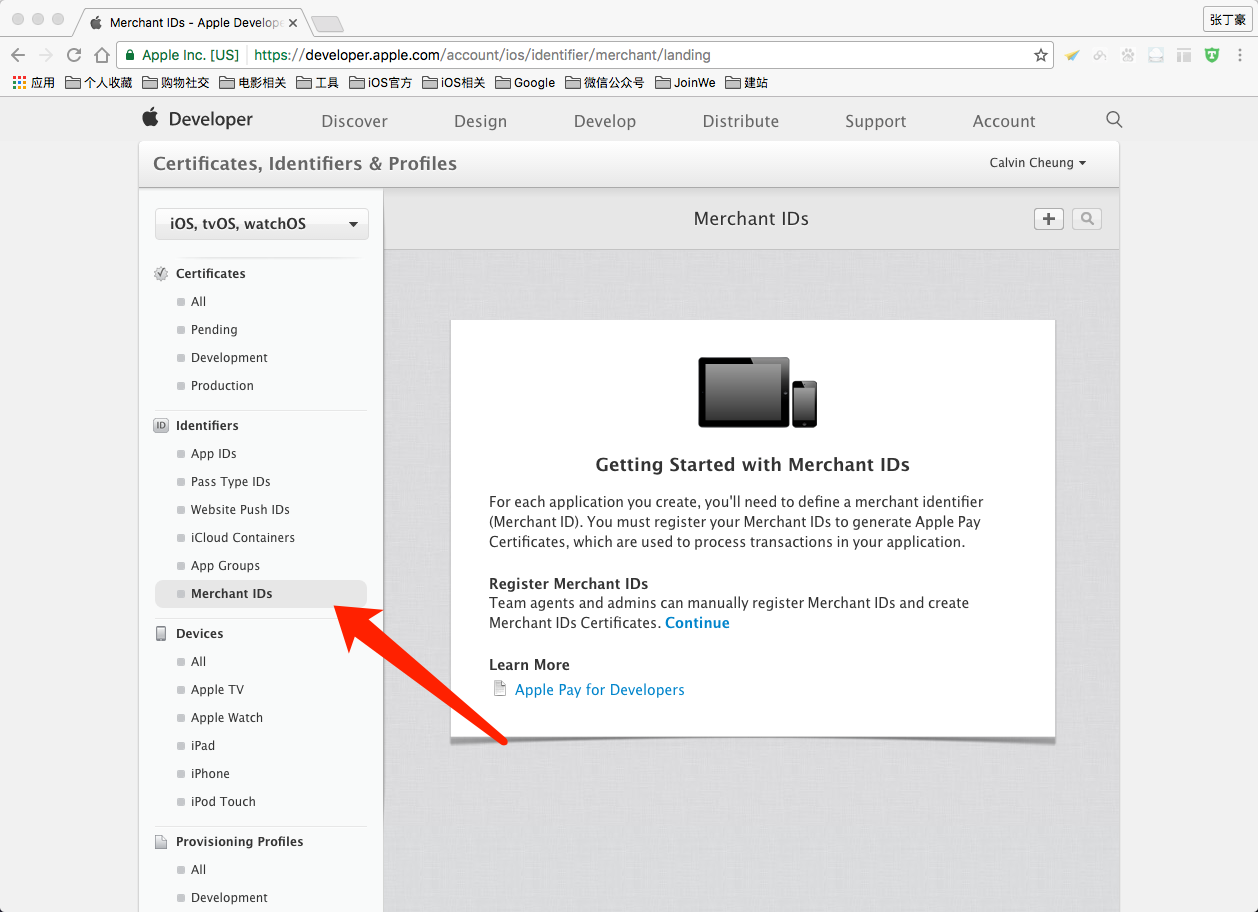 Merchant IDs - Apple Develop
张丁豪
Apple Inc. [US]
https://developer.apple.com/account/ios/identifier/merchant/landing
应用
个人收藏
购物社交
电影相关
工具
iOS官方
iOS相关
Google
微信公众号
JoinWe
建站
Developer
Discover
Design
Develop
Distribute
Support
Account
Certificates, Identifiers & Profiles
Calvin Cheung
iOS, tvOS, watchOS
Certificates
All
Pending
Development
Production
ID
Identifiers
App IDs
Pass Type IDs
Website Push IDs
iCloud Containers
App Groups
Merchant IDs
Devices
All
Apple TV
Apple Watch
iPad
iPhone
iPod Touch
Provisioning Profiles
All
Development
Merchant IDs
Getting Started with Merchant IDs
For each application you create, you'll need to define a merchant identifier
(Merchant ID). You must register your Merchant IDs to generate Apple Pay
Certificates, which are used to process transactions in your application.
Register Merchant IDs
Team agents and admins can manually register Merchant IDs and create
Merchant IDs Certificates. Continue
Learn More
Apple Pay for Developers